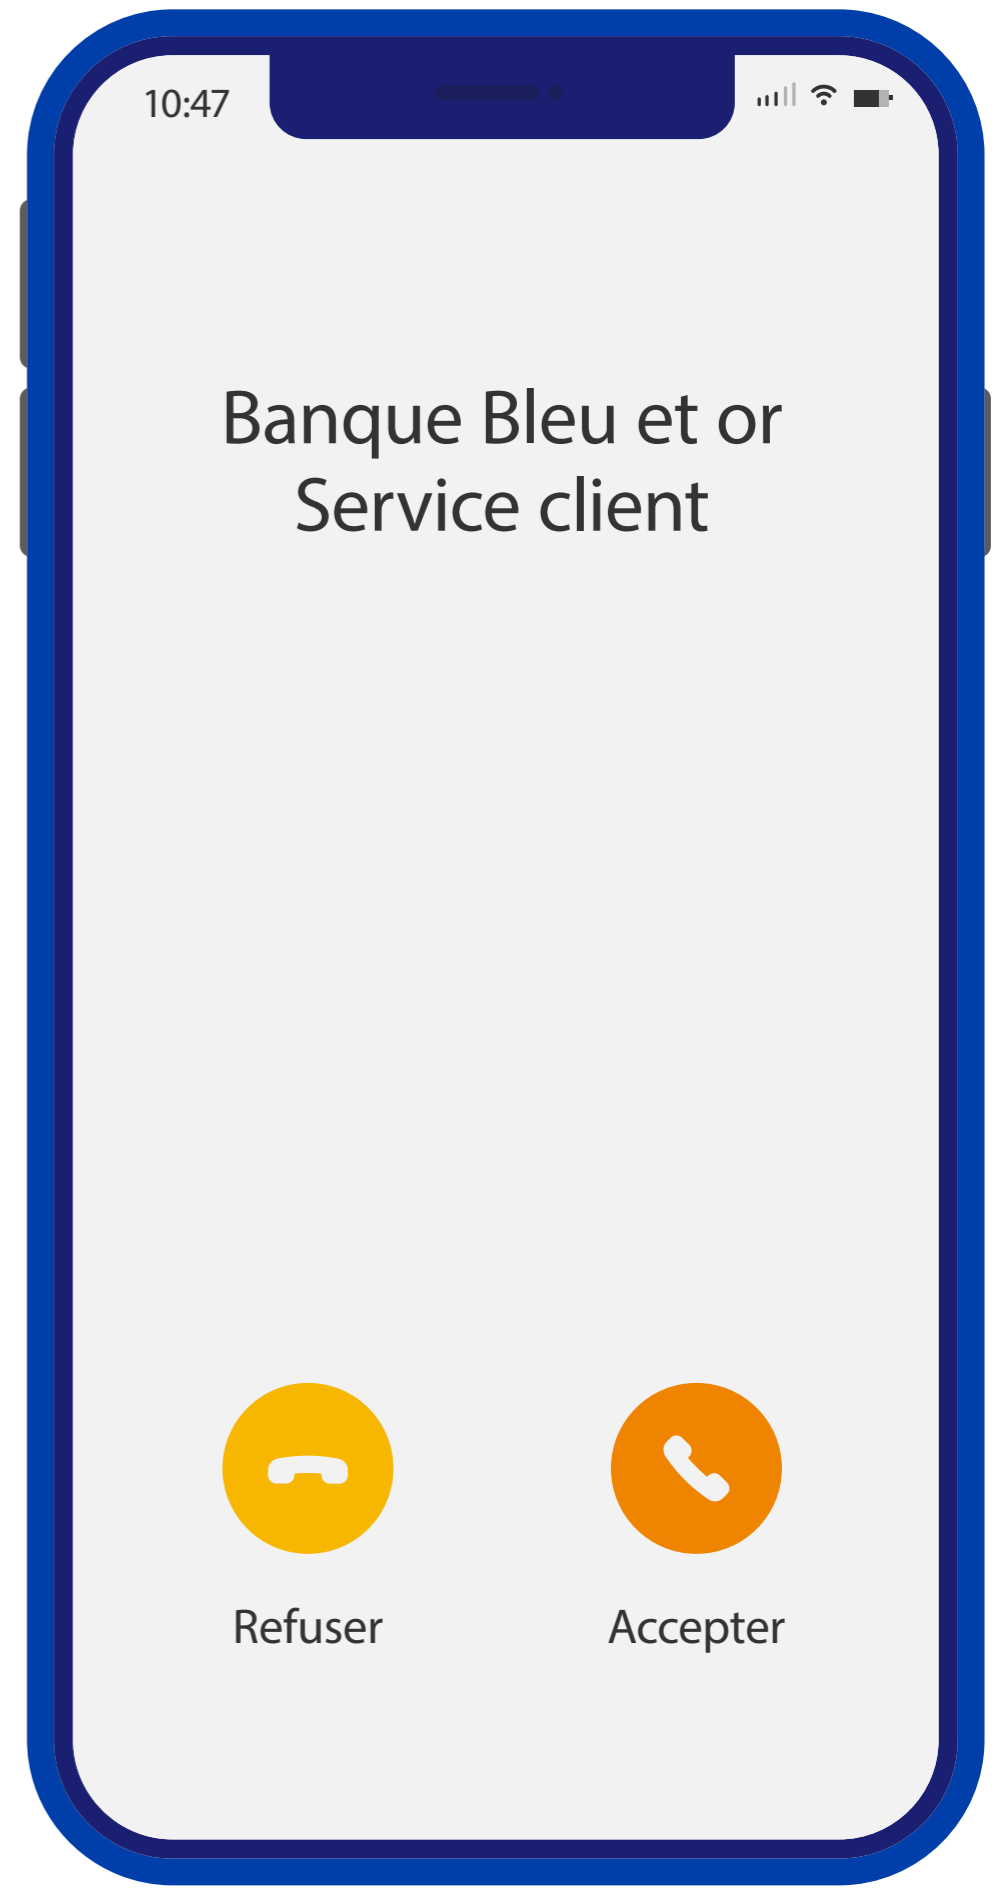 10:47
Banque Bleu et or
Service client
Refuser
Accepter